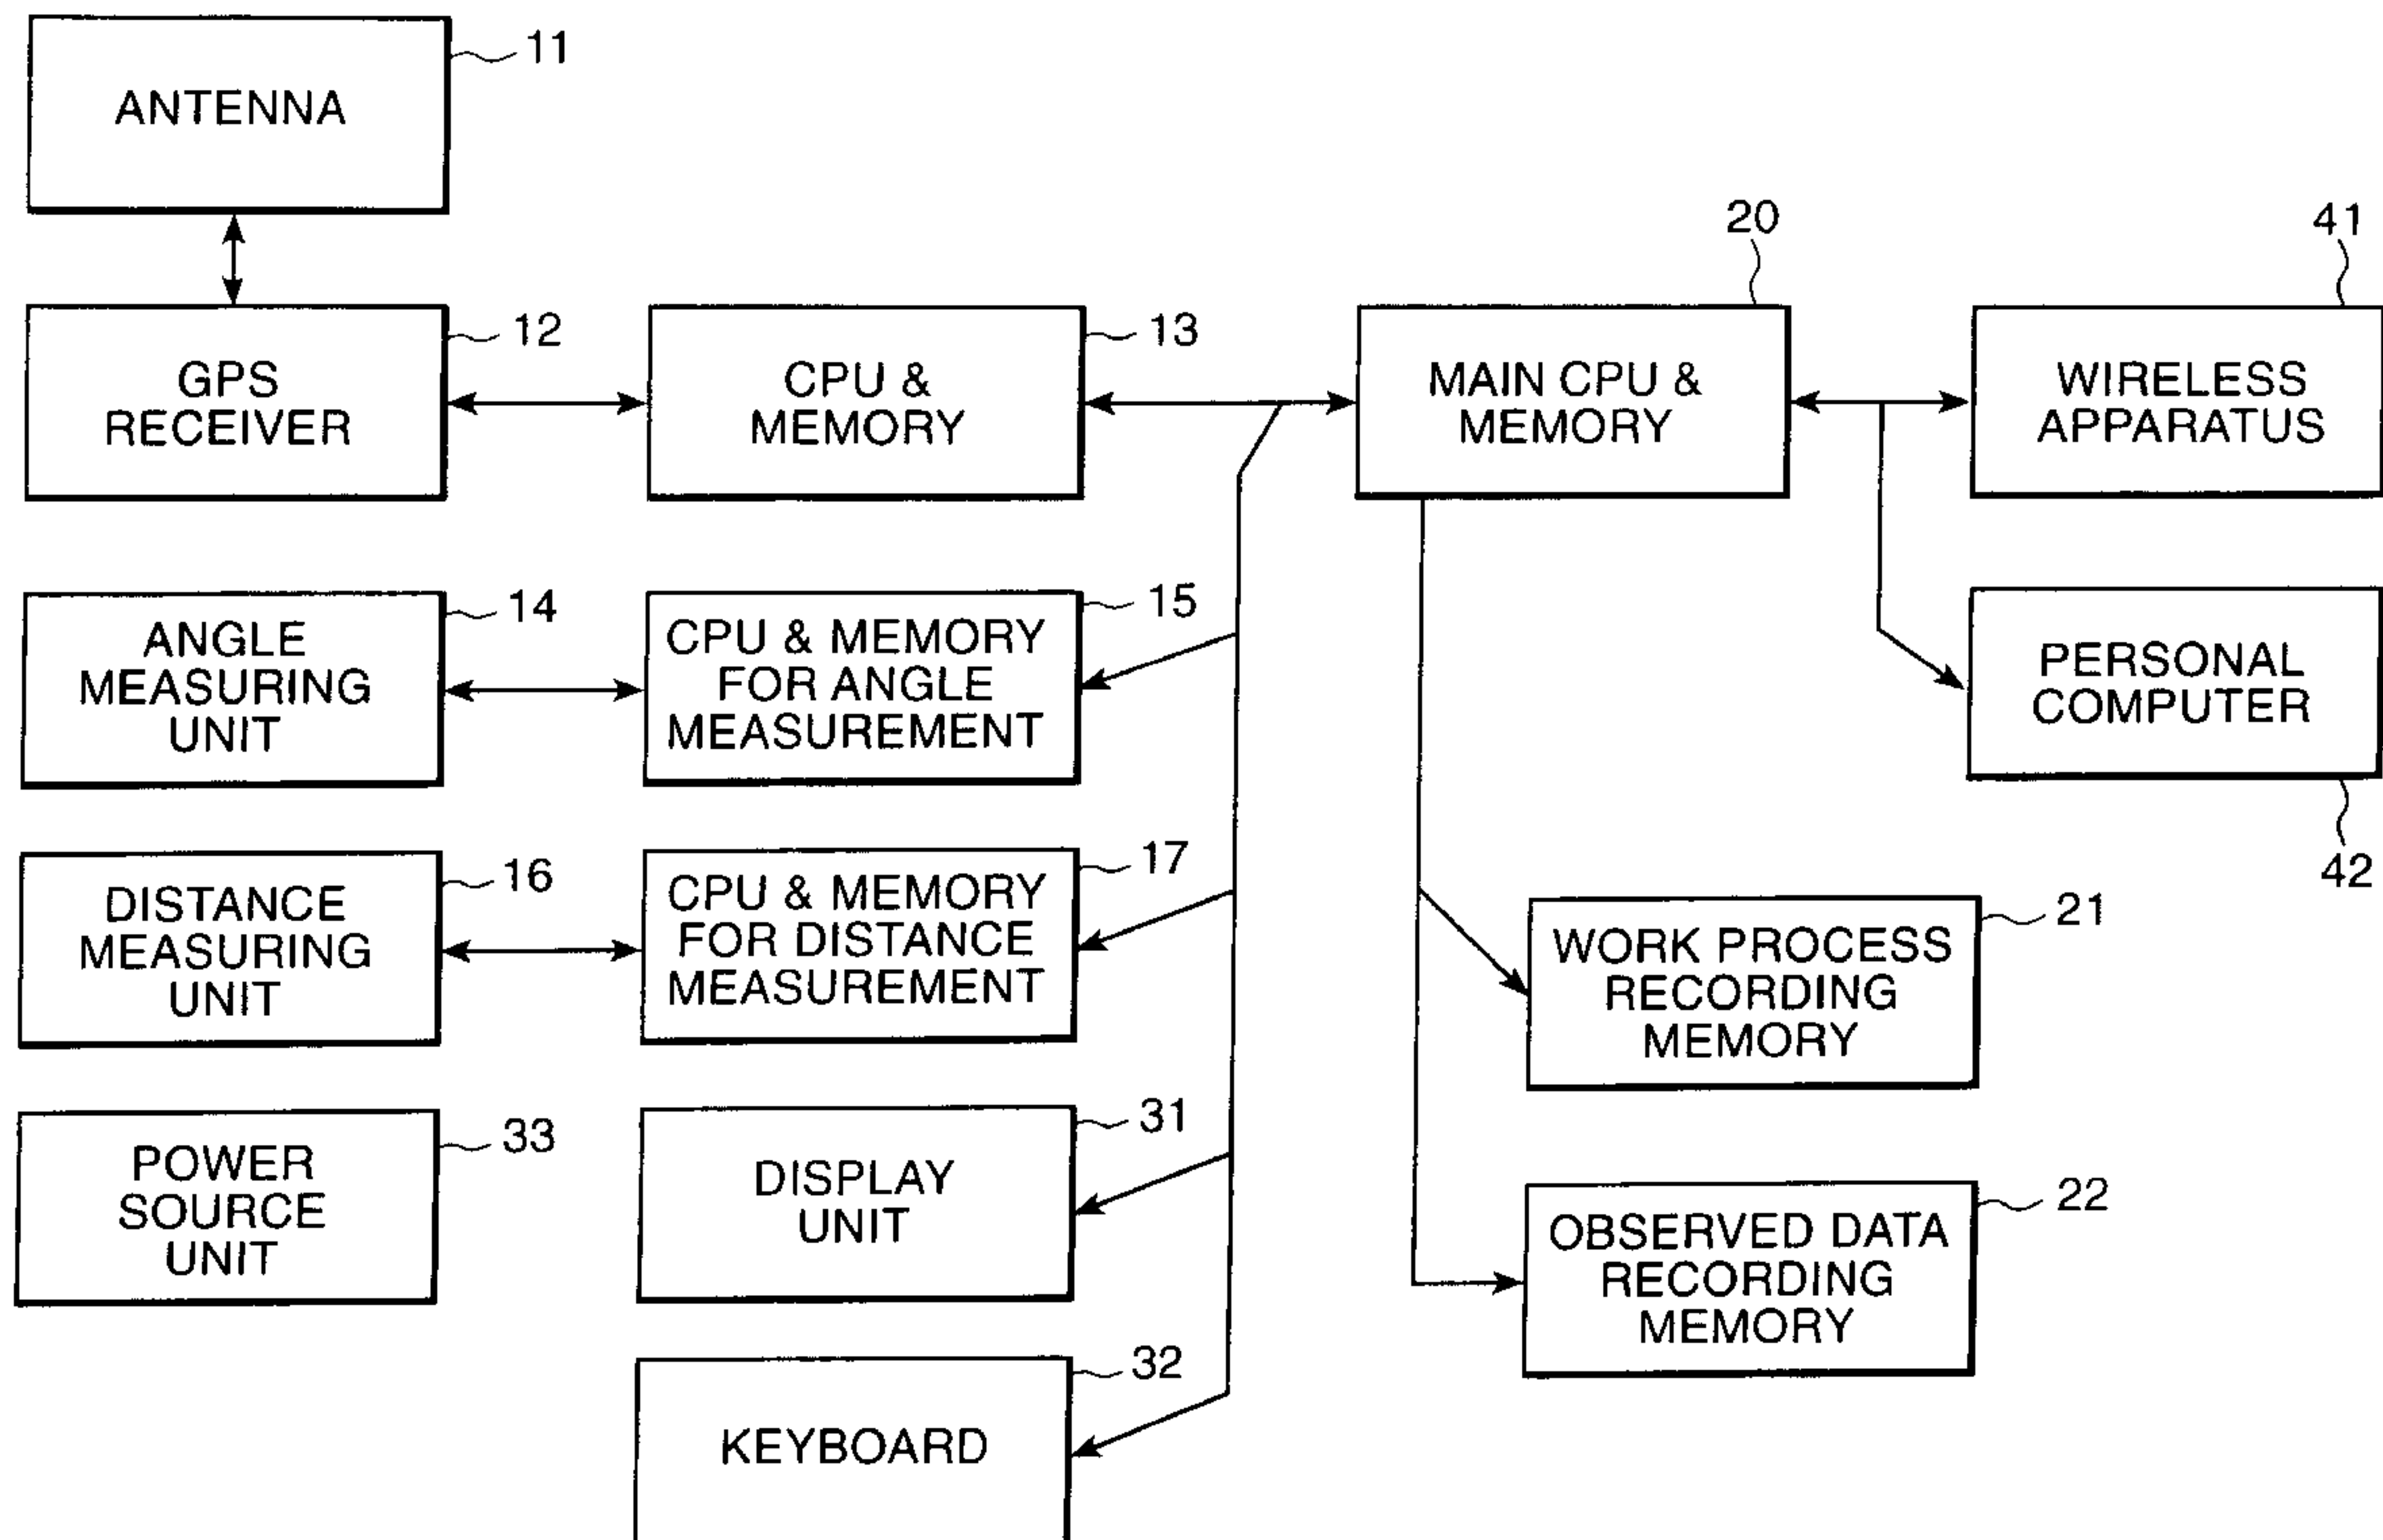 11
ANTENNA
20
41
12
GPS
RECEIVER
13
CPU &
MEMORY
MAIN CPU &
MEMORY
WIRELESS
APPARATUS
14
ANGLE
MEASURING
UNIT
15
CPU & MEMORY
FOR ANGLE
MEASUREMENT
PERSONAL
COMPUTER
42
16
DISTANCE
MEASURING
UNIT
17
CPU & MEMORY
FOR DISTANCE
MEASUREMENT
21
WORK PROCESS
RECORDING
MEMORY
33
POWER
SOURCE
UNIT
31
DISPLAY
UNIT
22
OBSERVED DATA
RECORDING
MEMORY
32
KEYBOARD